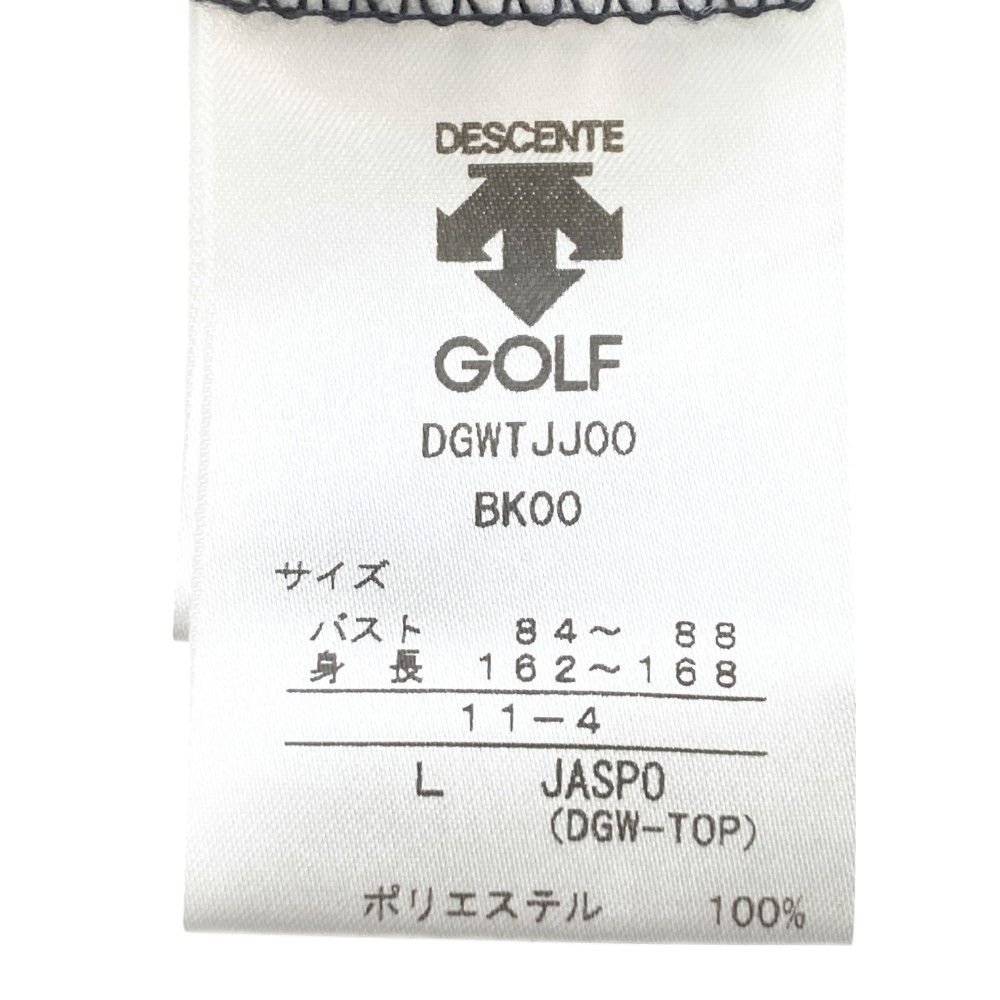 DESCENTE
GOLF
DGWTJJ00
BK00
サイズ
バスト 84～ 88
身 長 162～168
11-4
L JASPO
(DGW-TOP)
ポリエステル 100%